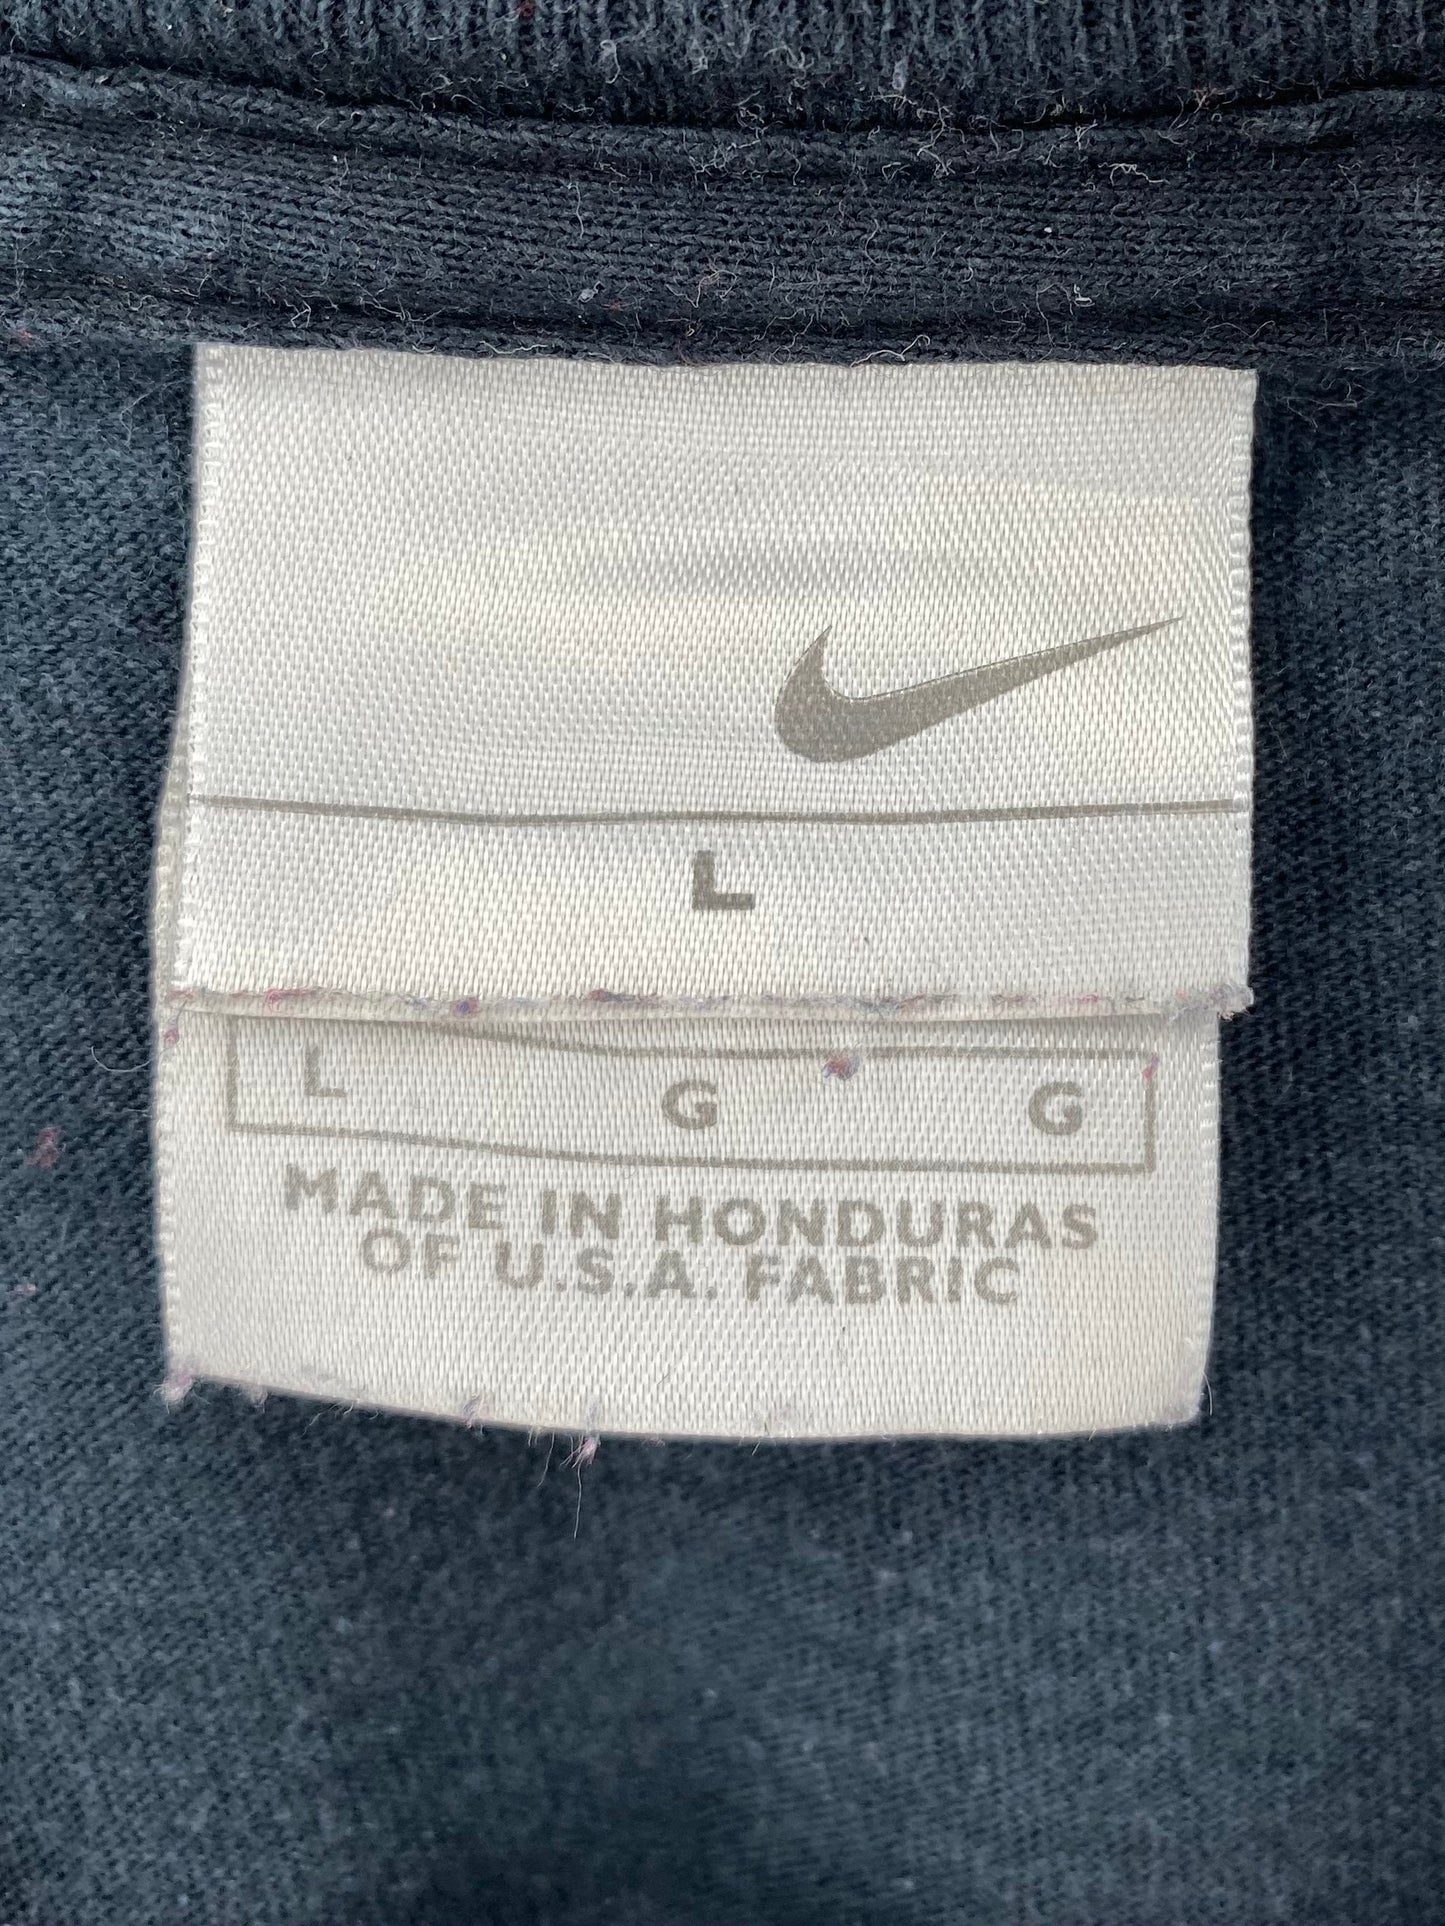 L
L G G
MADE IN HONDURAS
OF U.S.A. FABRIC